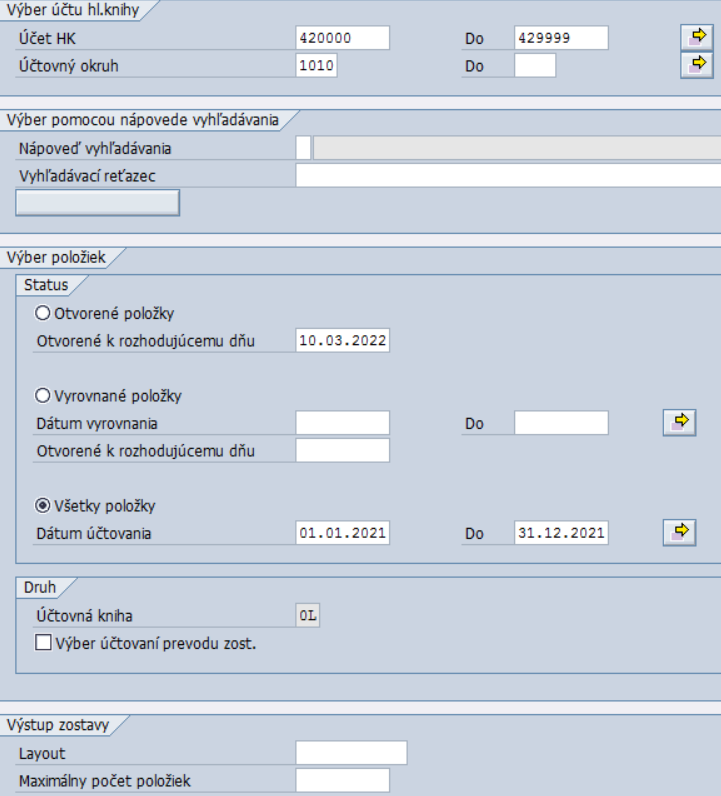 Výber účtu hl.knihy
Účet HK 420000 Do 429999
Účtovný okruh 1010 Do
Výber pomocou nápovede vyhľadávania
Nápoveď vyhľadávania
Vyhľadávací reťazec
Výber položiek
Status
Otvorené položky
Otvorené k rozhodujúcemu dňu 10.03.2022
Vyrovnané položky
Dátum vyrovnania Do
Otvorené k rozhodujúcemu dňu
Všetky položky
Dátum účtovania 01.01.2021 Do 31.12.2021
Druh
Účtovná kniha 0L
Výber účtovaní prevodu zost.
Výstup zostavy
Layout
Maximálny počet položiek